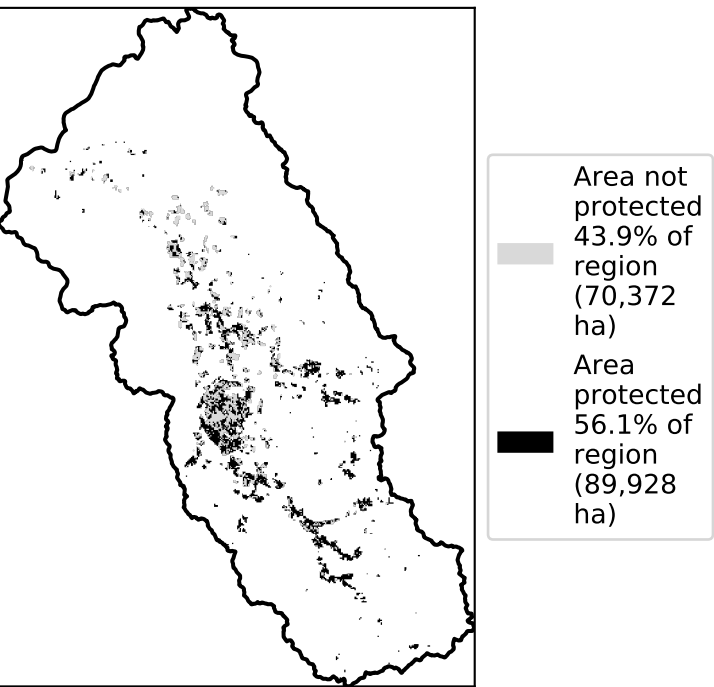 Area not
protected
43.9% of
region
(70,372
ha)
Area
protected
56.1% of
region
(89,928
ha)